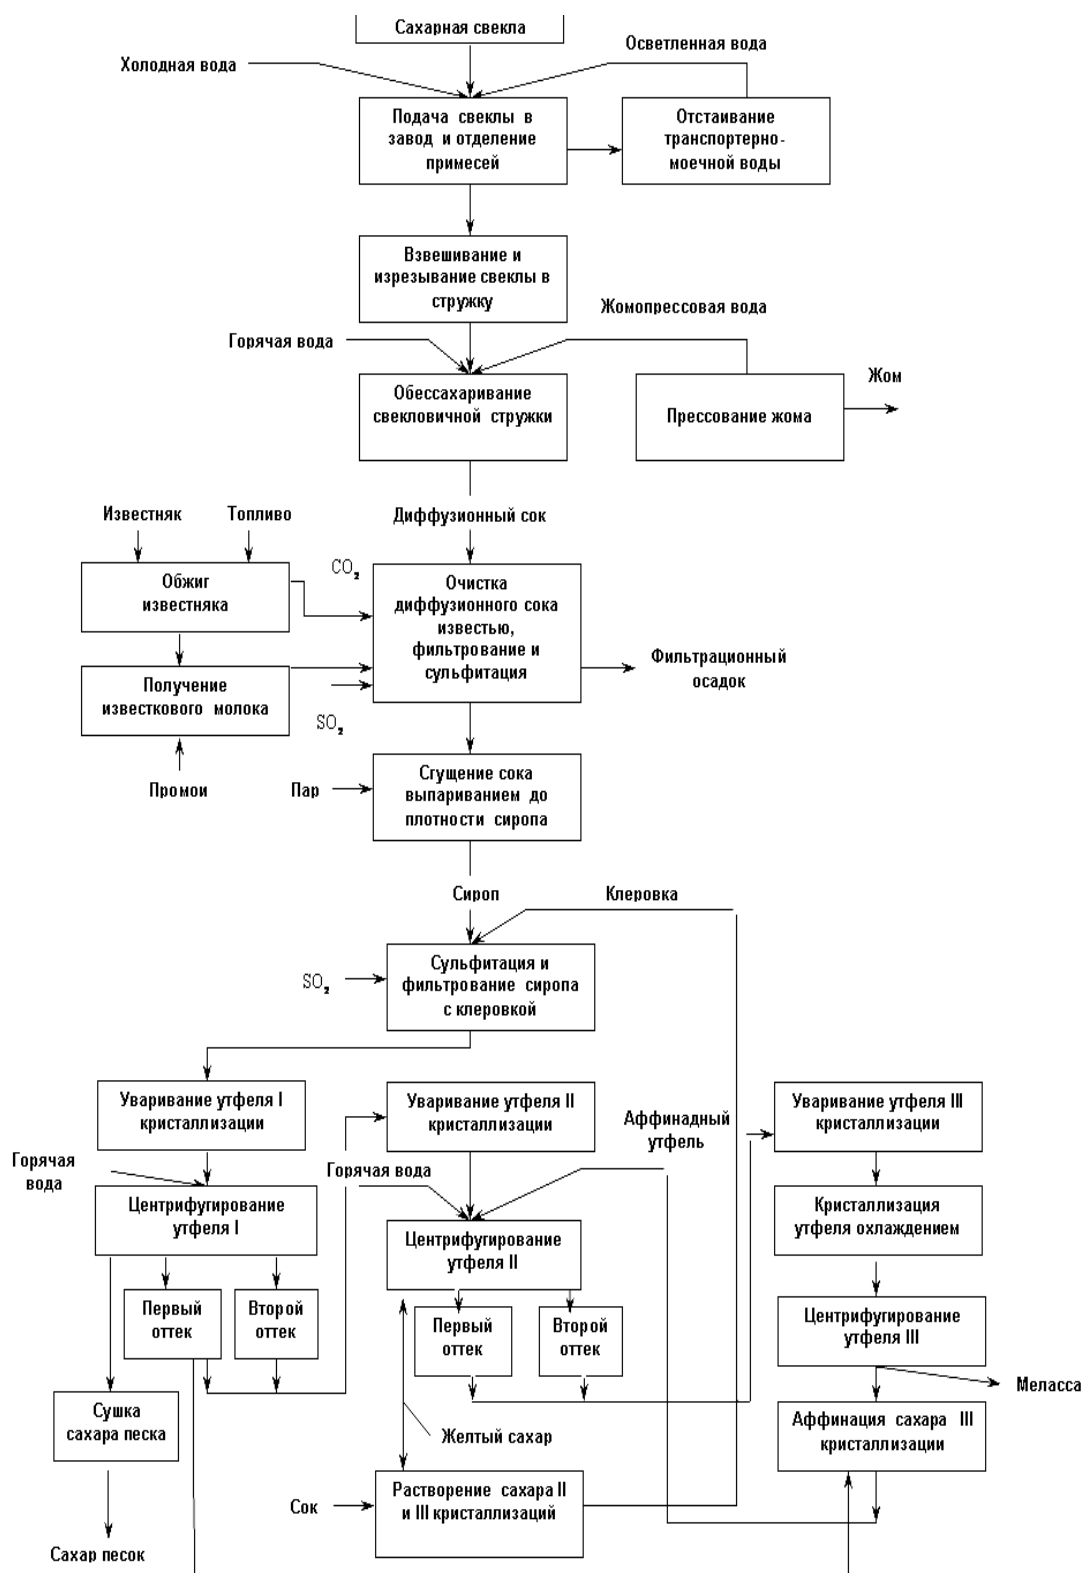 Сахарная свекла
Осветленная вода
Холодная вода
Подача свеклы в
завод и отделение
примесей
Отстаивание
транспортерно-
моечной воды
Взвешивание и
изрезывание свеклы в
стружку
Жомопрессовая вода
Горячая вода
Жом
Обессахаривание
свекловичной стружки
Прессование жома
Известняк
Топливо
Диффузионный сок
CO₂
Обжиг
известняка
Очистка
диффузионного сока
известью,
фильтрование и
сульфитация
Фильтрационный
осадок
Получение
известкового молока
SO₂
Промои
Пар
Сгущение сока
выпариванием до
плотности сиропа
Сироп
Клеровка
SO₂
Сульфитация и
фильтрование сиропа
с клеровкой
Уваривание утфеля I
кристаллизации
Уваривание утфеля II
кристаллизации
Аффинадный
утфель
Уваривание утфеля III
кристаллизации
Горячая
вода
Горячая вода
Центрифугирование
утфеля I
Кристаллизация
утфеля охлаждением
Центрифугирование
утфеля II
Первый
оттек
Второй
оттек
Первый
оттек
Второй
оттек
Центрифугирование
утфеля III
Меласса
Сушка
сахара песка
Желтый сахар
Аффинация сахара III
кристаллизации
Сок
Растворение сахара II
и III кристаллизаций
Сахар песок